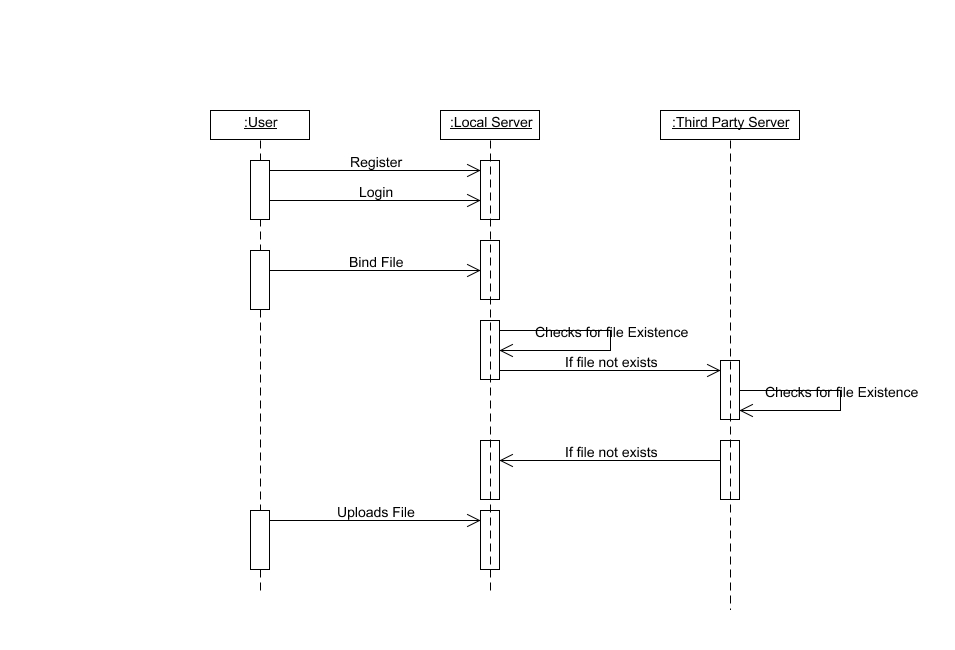 :User
:Local Server
:Third Party Server
Register
Login
Bind File
Checks for file Existence
If file not exists
Checks for file Existence
If file not exists
Uploads File